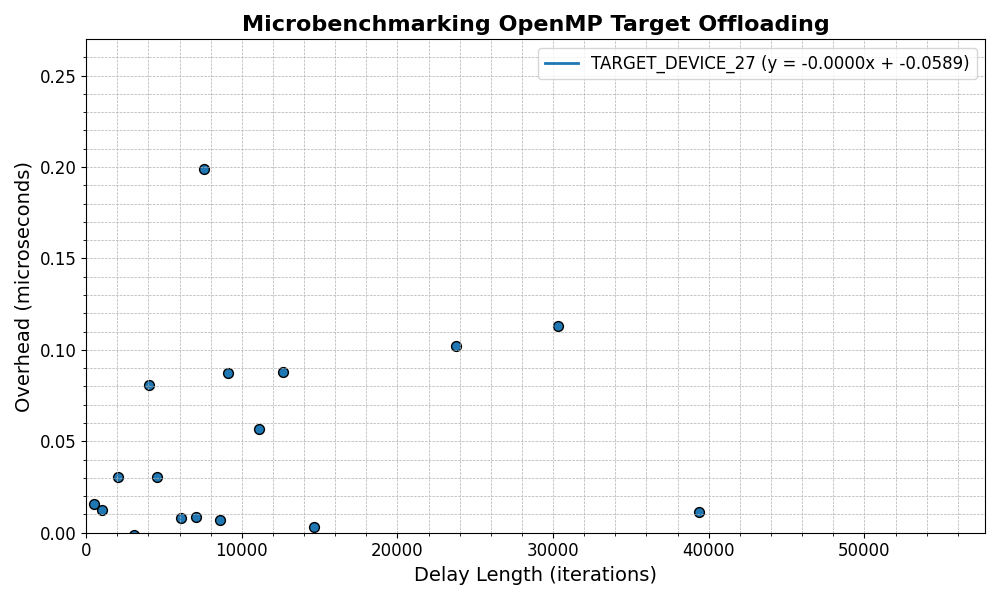 Microbenchmarking OpenMP Target Offloading
TARGET_DEVICE_27 (y = -0.0000x + -0.0589)
Overhead (microseconds)
0.25
0.20
0.15
0.10
0.05
0.00
0 10000 20000 30000 40000 50000
Delay Length (iterations)